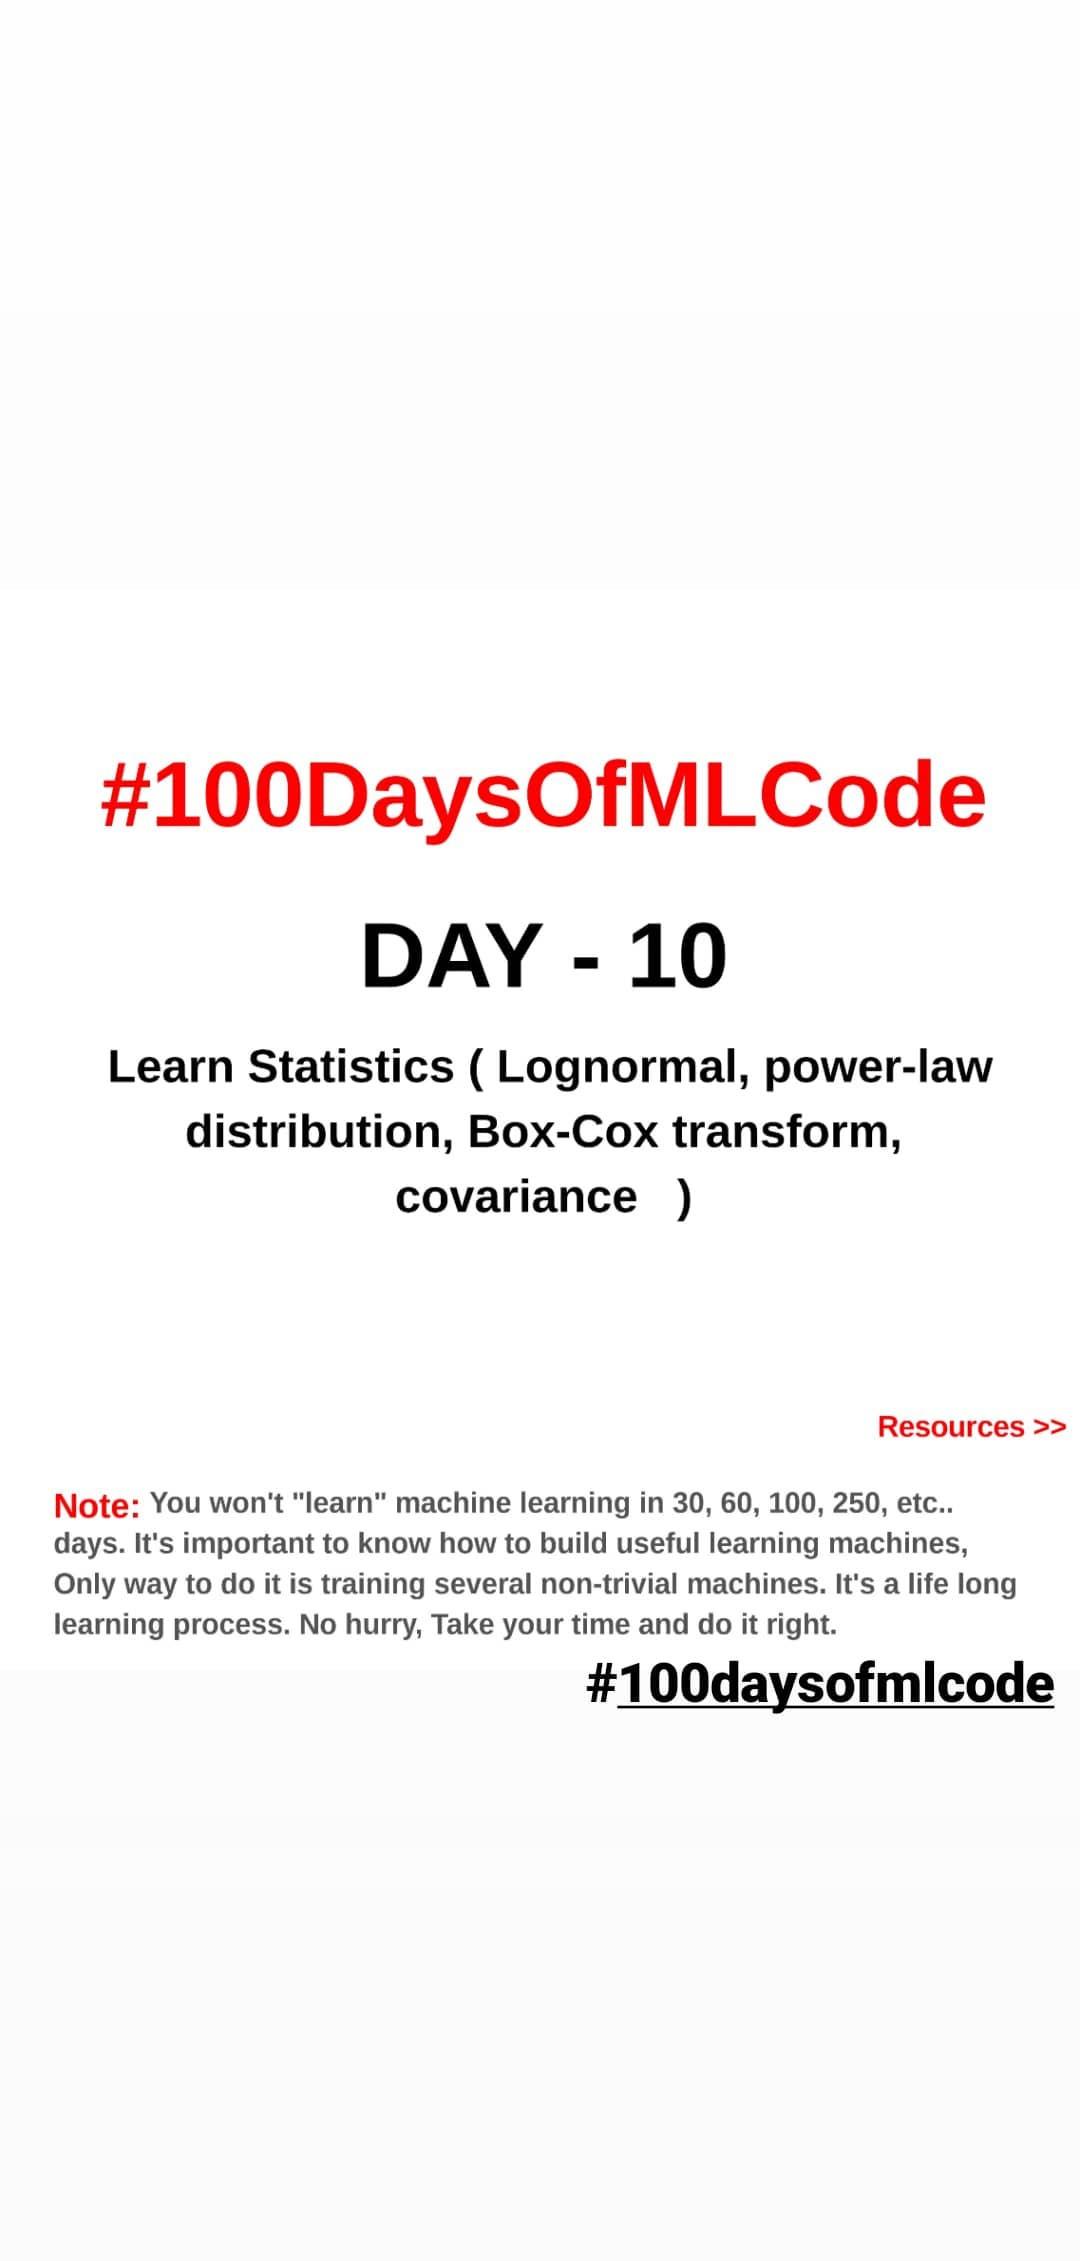 #100DaysOfMLCode
DAY - 10
Learn Statistics ( Lognormal, power-law
distribution, Box-Cox transform,
covariance   )
Resources >>
Note: You won't "learn" machine learning in 30, 60, 100, 250, etc..
days. It's important to know how to build useful learning machines,
Only way to do it is training several non-trivial machines. It's a life long
learning process. No hurry, Take your time and do it right.
#100daysofmlcode